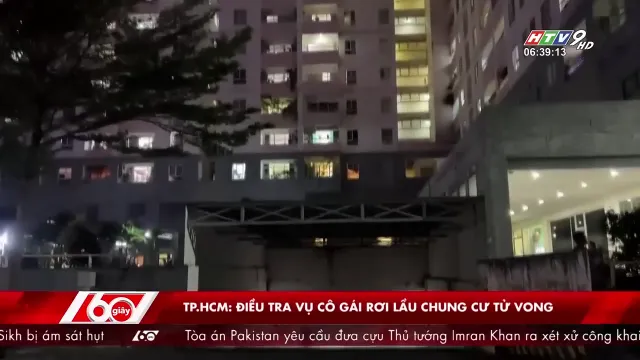 HTV9 HD
06:39:13
60 giây
TP.HCM: ĐIỀU TRA VỤ CÔ GÁI RƠI LẦU CHUNG CƯ TỬ VONG
Sikh bị ám sát hụt 60 Tòa án Pakistan yêu cầu đưa cựu Thủ tướng Imran Khan ra xét xử công khai